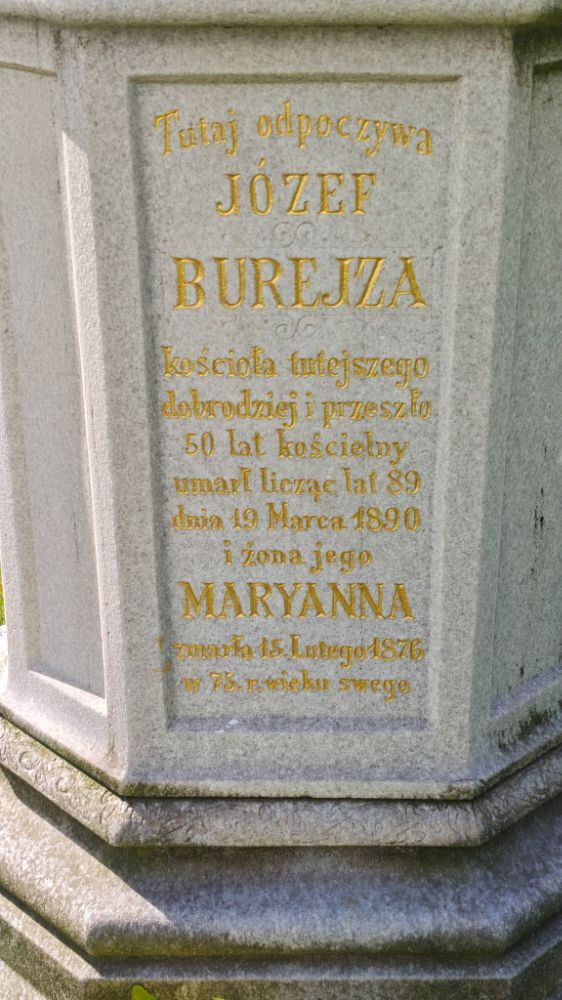 Tutaj odpoczywa
JÓZEF
BUREJZA
kościoła tutejszego
dobrodziej i przeszło
50 lat kościelny
umarł licząc lat 89
dnia 19 Marca 1890
i żona jego
MARYANNA
zmarła 15. Lutego 1876
w 75. r. wieku swego